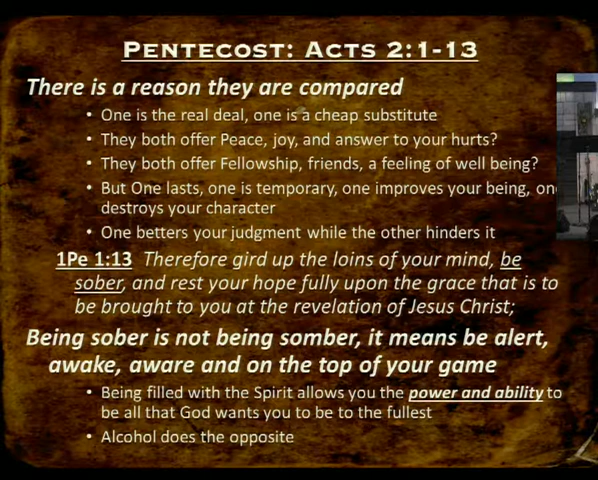 PENTECOST: ACTS 2:1-13
There is a reason they are compared
• One is the real deal, one is a cheap substitute
• They both offer Peace, joy, and answer to your hurts?
• They both offer Fellowship, friends, a feeling of well being?
• But One lasts, one is temporary, one improves your being, on
destroys your character
• One betters your judgment while the other hinders it
1Pe 1:13 Therefore gird up the loins of your mind, be
sober, and rest your hope fully upon the grace that is to
be brought to you at the revelation of Jesus Christ;
Being sober is not being somber, it means be alert,
awake, aware and on the top of your game
• Being filled with the Spirit allows you the power and ability to
be all that God wants you to be to the fullest
• Alcohol does the opposite